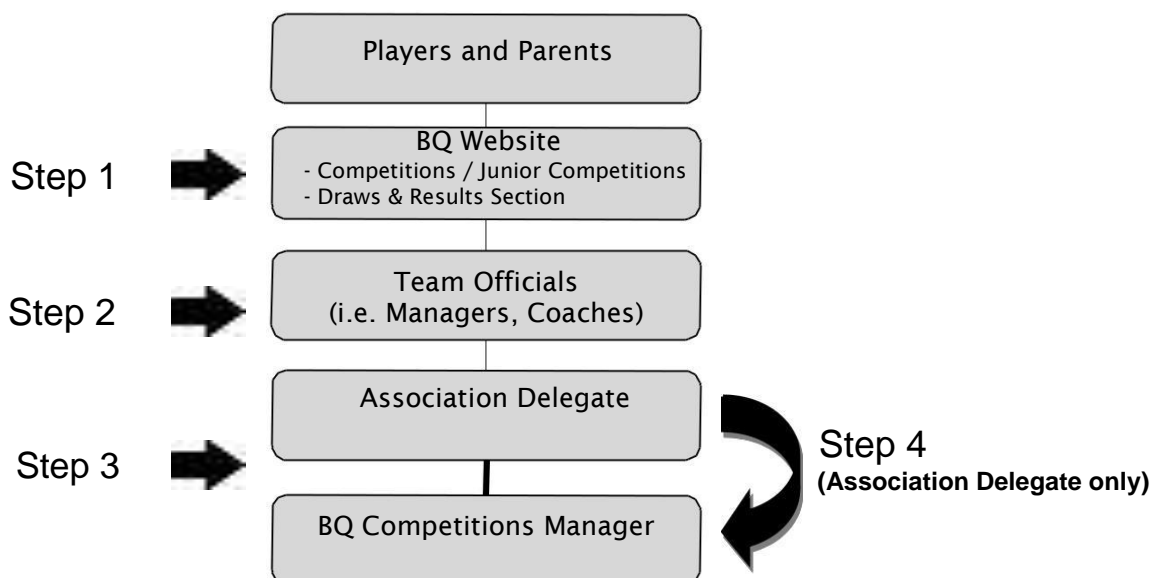 Players and Parents
Step 1
BQ Website
- Competitions / Junior Competitions
- Draws & Results Section
Step 2
Team Officials
(i.e. Managers, Coaches)
Association Delegate
Step 3
Step 4
(Association Delegate only)
BQ Competitions Manager